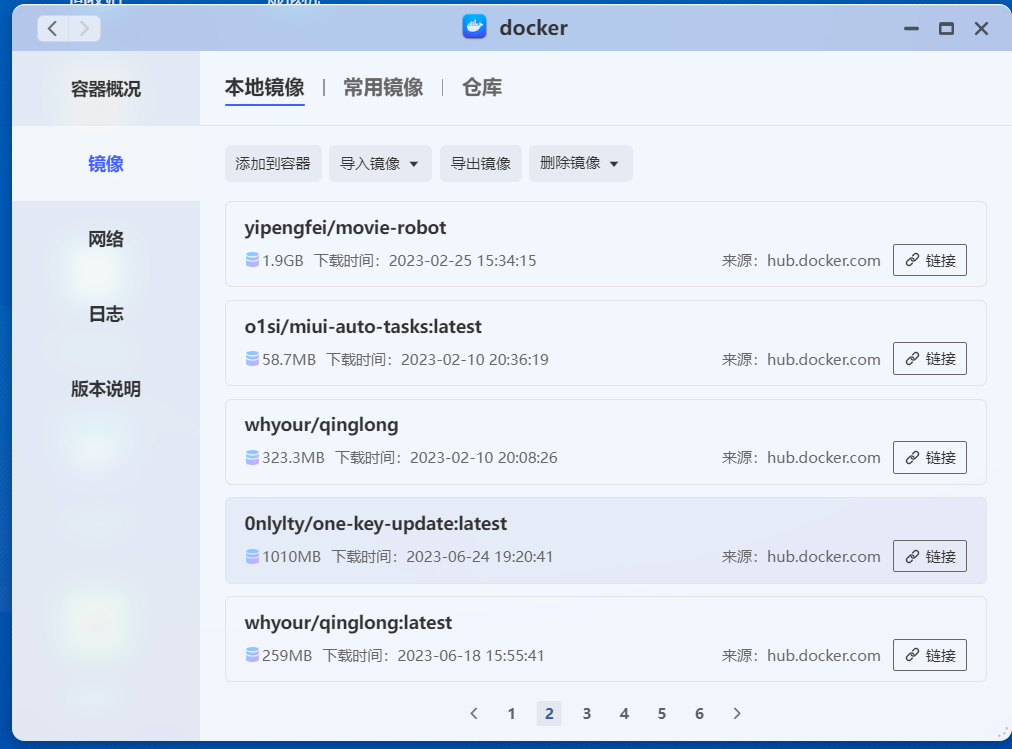 docker
容器概况
镜像
网络
日志
版本说明
本地镜像 | 常用镜像 | 仓库
添加到容器 导入镜像 导出镜像 删除镜像
yipengfei/movie-robot
1.9GB 下载时间：2023-02-25 15:34:15 来源：hub.docker.com 链接
o1si/miui-auto-tasks:latest
58.7MB 下载时间：2023-02-10 20:36:19 来源：hub.docker.com 链接
whyour/qinglong
323.3MB 下载时间：2023-02-10 20:08:26 来源：hub.docker.com 链接
0nlylty/one-key-update:latest
1010MB 下载时间：2023-06-24 19:20:41 来源：hub.docker.com 链接
whyour/qinglong:latest
259MB 下载时间：2023-06-18 15:55:41 来源：hub.docker.com 链接
1 2 3 4 5 6